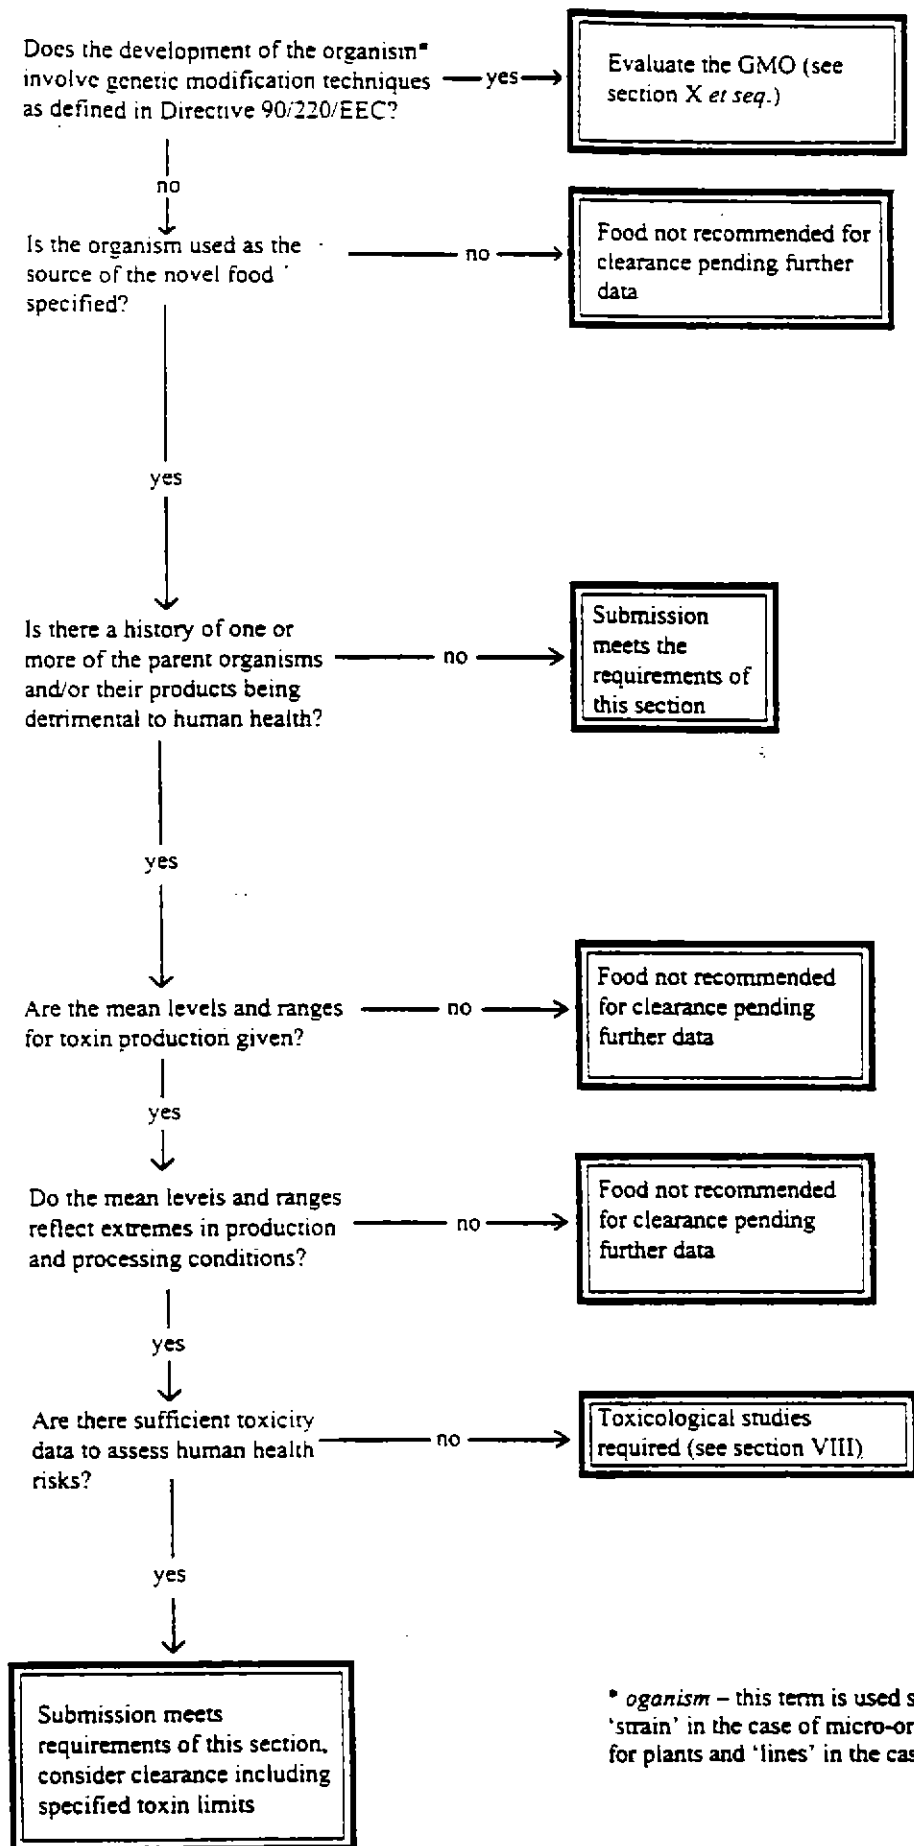 Does the development of the organism*
involve genetic modification techniques
as defined in Directive 90/220/EEC?
yes
Evaluate the GMO (see
section X et seq.)
no
Is the organism used as the
source of the novel food
specified?
no
Food not recommended for
clearance pending further
data
yes
Is there a history of one or
more of the parent organisms
and/or their products being
detrimental to human health?
no
Submission
meets the
requirements of
this section
yes
Are the mean levels and ranges
for toxin production given?
no
Food not recommended
for clearance pending
further data
yes
Do the mean levels and ranges
reflect extremes in production
and processing conditions?
no
Food not recommended
for clearance pending
further data
yes
Are there sufficient toxicity
data to assess human health
risks?
no
Toxicological studies
required (see section VIII)
yes
Submission meets
requirements of this section,
consider clearance including
specified toxin limits
* oganism – this term is used s
'strain' in the case of micro-or
for plants and 'lines' in the cas